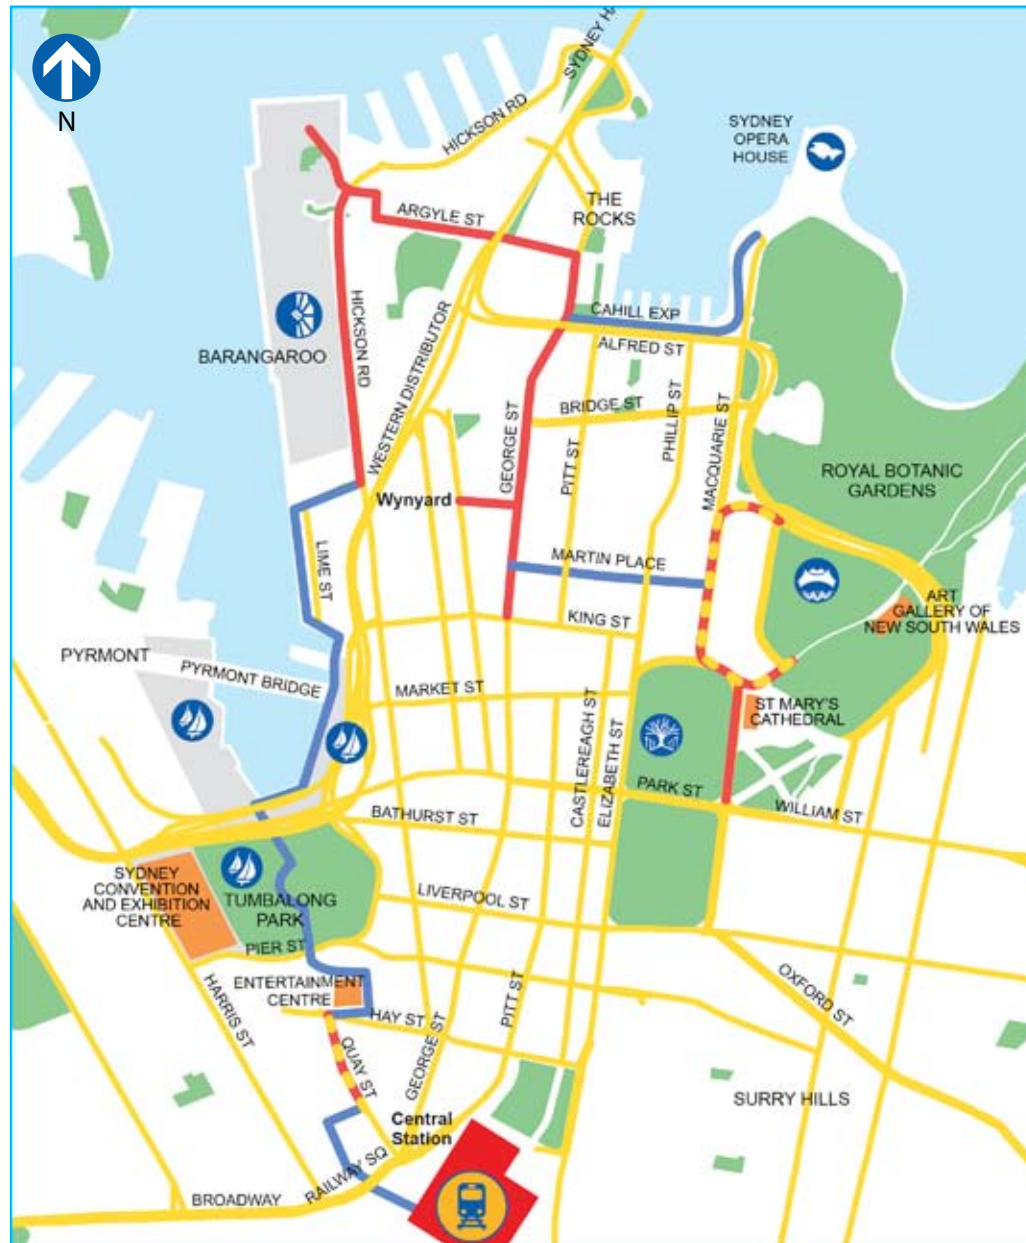 N
SYDNEY HA
HICKSON RD
SYDNEY
OPERA
HOUSE
THE
ROCKS
ARGYLE ST
HICKSON RD
BARANGAROO
WESTERN DISTRIBUTOR
CAHILL EXP
ALFRED ST
BRIDGE ST
GEORGE ST
PITT ST
PHILLIP ST
MACQUARIE ST
ROYAL BOTANIC
GARDENS
Wynyard
LIME ST
MARTIN PLACE
KING ST
ART
GALLERY OF
NEW SOUTH WALES
PYRMONT
PYRMONT BRIDGE
MARKET ST
ST MARY'S
CATHEDRAL
CASTLEREAGH ST
ELIZABETH ST
PARK ST
WILLIAM ST
BATHURST ST
SYDNEY
CONVENTION
AND EXHIBITION
CENTRE
TUMBALONG
PARK
LIVERPOOL ST
PIER ST
ENTERTAINMENT
CENTRE
HARRIS ST
HAY ST
QUAY ST
GEORGE ST
PITT ST
OXFORD ST
SURRY HILLS
Central
Station
RAILWAY SQ
BROADWAY